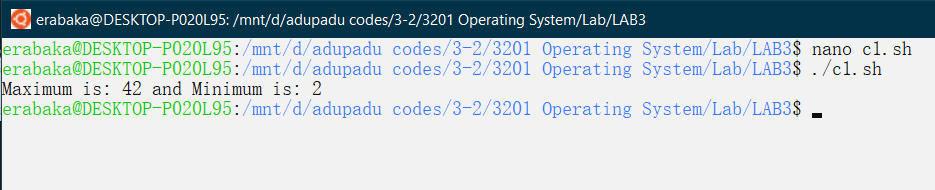 erabaka@DESKTOP-P020L95: /mnt/d/adupadu codes/3-2/3201 Operating System/Lab/LAB3
erabaka@DESKTOP-P020L95:/mnt/d/adupadu codes/3-2/3201 Operating System/Lab/LAB3$ nano c1.sh
erabaka@DESKTOP-P020L95:/mnt/d/adupadu codes/3-2/3201 Operating System/Lab/LAB3$ ./c1.sh
Maximum is: 42 and Minimum is: 2
erabaka@DESKTOP-P020L95:/mnt/d/adupadu codes/3-2/3201 Operating System/Lab/LAB3$